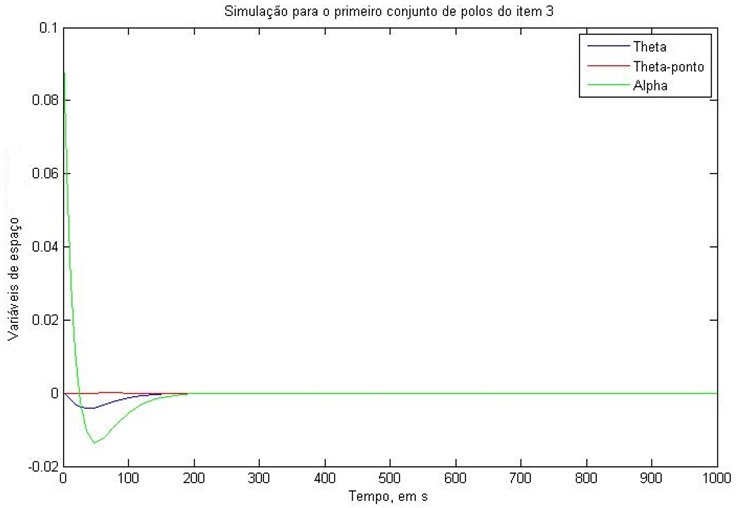 Simulação para o primeiro conjunto de polos do item 3
0.1
Theta
Theta-ponto
Alpha
0.08
0.06
0.04
0.02
0
-0.02
Variáveis de espaço
0 100 200 300 400 500 600 700 800 900 1000
Tempo, em s